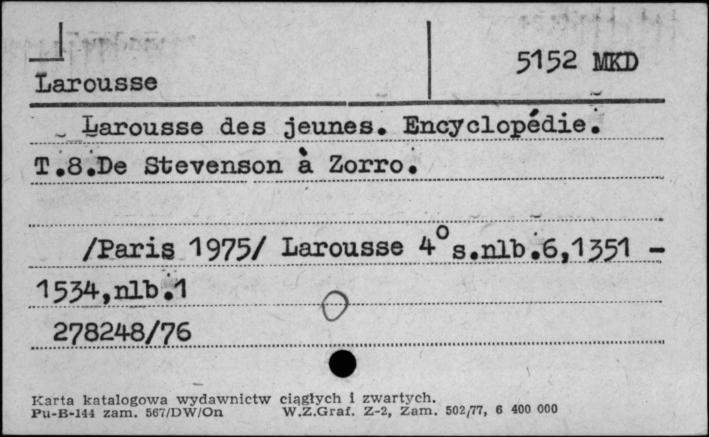 5152 MKD
Larousse
Larousse des jeunes. Encyclopédie.
T.8.De Stevenson à Zorro.
/Paris 1975/ Larousse 4° s.nlb.6,1351 -
1534,nlb.1
278248/76
Karta katalogowa wydawnictw ciągłych i zwartych.
Pu-B-144 zam. 567/DW/On W.Z.Graf. Z-2, Zam. 502/77, 6 400 000